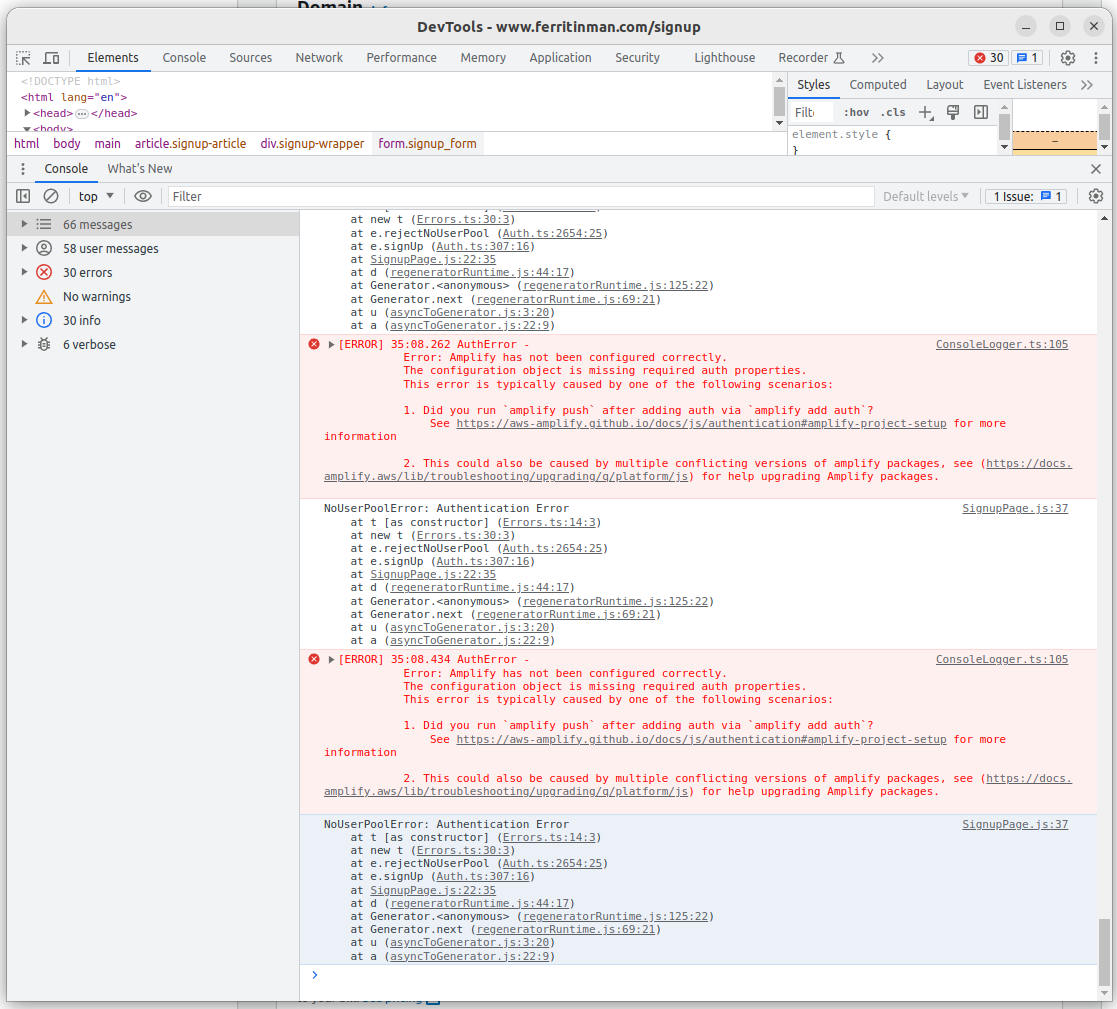 Domain
DevTools - www.ferritinman.com/signup
Elements Console Sources Network Performance Memory Application Security Lighthouse Recorder 30 1
<!DOCTYPE html>
<html lang="en">
<head> … </head>
<body>
html body main article.signup-article div.signup-wrapper form.signup_form
Styles Computed Layout Event Listeners
Filt :hov .cls
element.style {
}
–
Console What's New
top Filter Default levels 1 Issue: 1
66 messages
58 user messages
30 errors
No warnings
30 info
6 verbose
at new t (Errors.ts:30:3)
at e.rejectNoUserPool (Auth.ts:2654:25)
at e.signUp (Auth.ts:307:16)
at SignupPage.js:22:35
at d (regeneratorRuntime.js:44:17)
at Generator.<anonymous> (regeneratorRuntime.js:125:22)
at Generator.next (regeneratorRuntime.js:69:21)
at u (asyncToGenerator.js:3:20)
at a (asyncToGenerator.js:22:9)
[ERROR] 35:08.262 AuthError - ConsoleLogger.ts:105
Error: Amplify has not been configured correctly.
The configuration object is missing required auth properties.
This error is typically caused by one of the following scenarios:
1. Did you run `amplify push` after adding auth via `amplify add auth`?
See https://aws-amplify.github.io/docs/js/authentication#amplify-project-setup for more
information
2. This could also be caused by multiple conflicting versions of amplify packages, see (https://docs.
amplify.aws/lib/troubleshooting/upgrading/q/platform/js) for help upgrading Amplify packages.
NoUserPoolError: Authentication Error SignupPage.js:37
at t [as constructor] (Errors.ts:14:3)
at new t (Errors.ts:30:3)
at e.rejectNoUserPool (Auth.ts:2654:25)
at e.signUp (Auth.ts:307:16)
at SignupPage.js:22:35
at d (regeneratorRuntime.js:44:17)
at Generator.<anonymous> (regeneratorRuntime.js:125:22)
at Generator.next (regeneratorRuntime.js:69:21)
at u (asyncToGenerator.js:3:20)
at a (asyncToGenerator.js:22:9)
[ERROR] 35:08.434 AuthError - ConsoleLogger.ts:105
Error: Amplify has not been configured correctly.
The configuration object is missing required auth properties.
This error is typically caused by one of the following scenarios:
1. Did you run `amplify push` after adding auth via `amplify add auth`?
See https://aws-amplify.github.io/docs/js/authentication#amplify-project-setup for more
information
2. This could also be caused by multiple conflicting versions of amplify packages, see (https://docs.
amplify.aws/lib/troubleshooting/upgrading/q/platform/js) for help upgrading Amplify packages.
NoUserPoolError: Authentication Error SignupPage.js:37
at t [as constructor] (Errors.ts:14:3)
at new t (Errors.ts:30:3)
at e.rejectNoUserPool (Auth.ts:2654:25)
at e.signUp (Auth.ts:307:16)
at SignupPage.js:22:35
at d (regeneratorRuntime.js:44:17)
at Generator.<anonymous> (regeneratorRuntime.js:125:22)
at Generator.next (regeneratorRuntime.js:69:21)
at u (asyncToGenerator.js:3:20)
at a (asyncToGenerator.js:22:9)